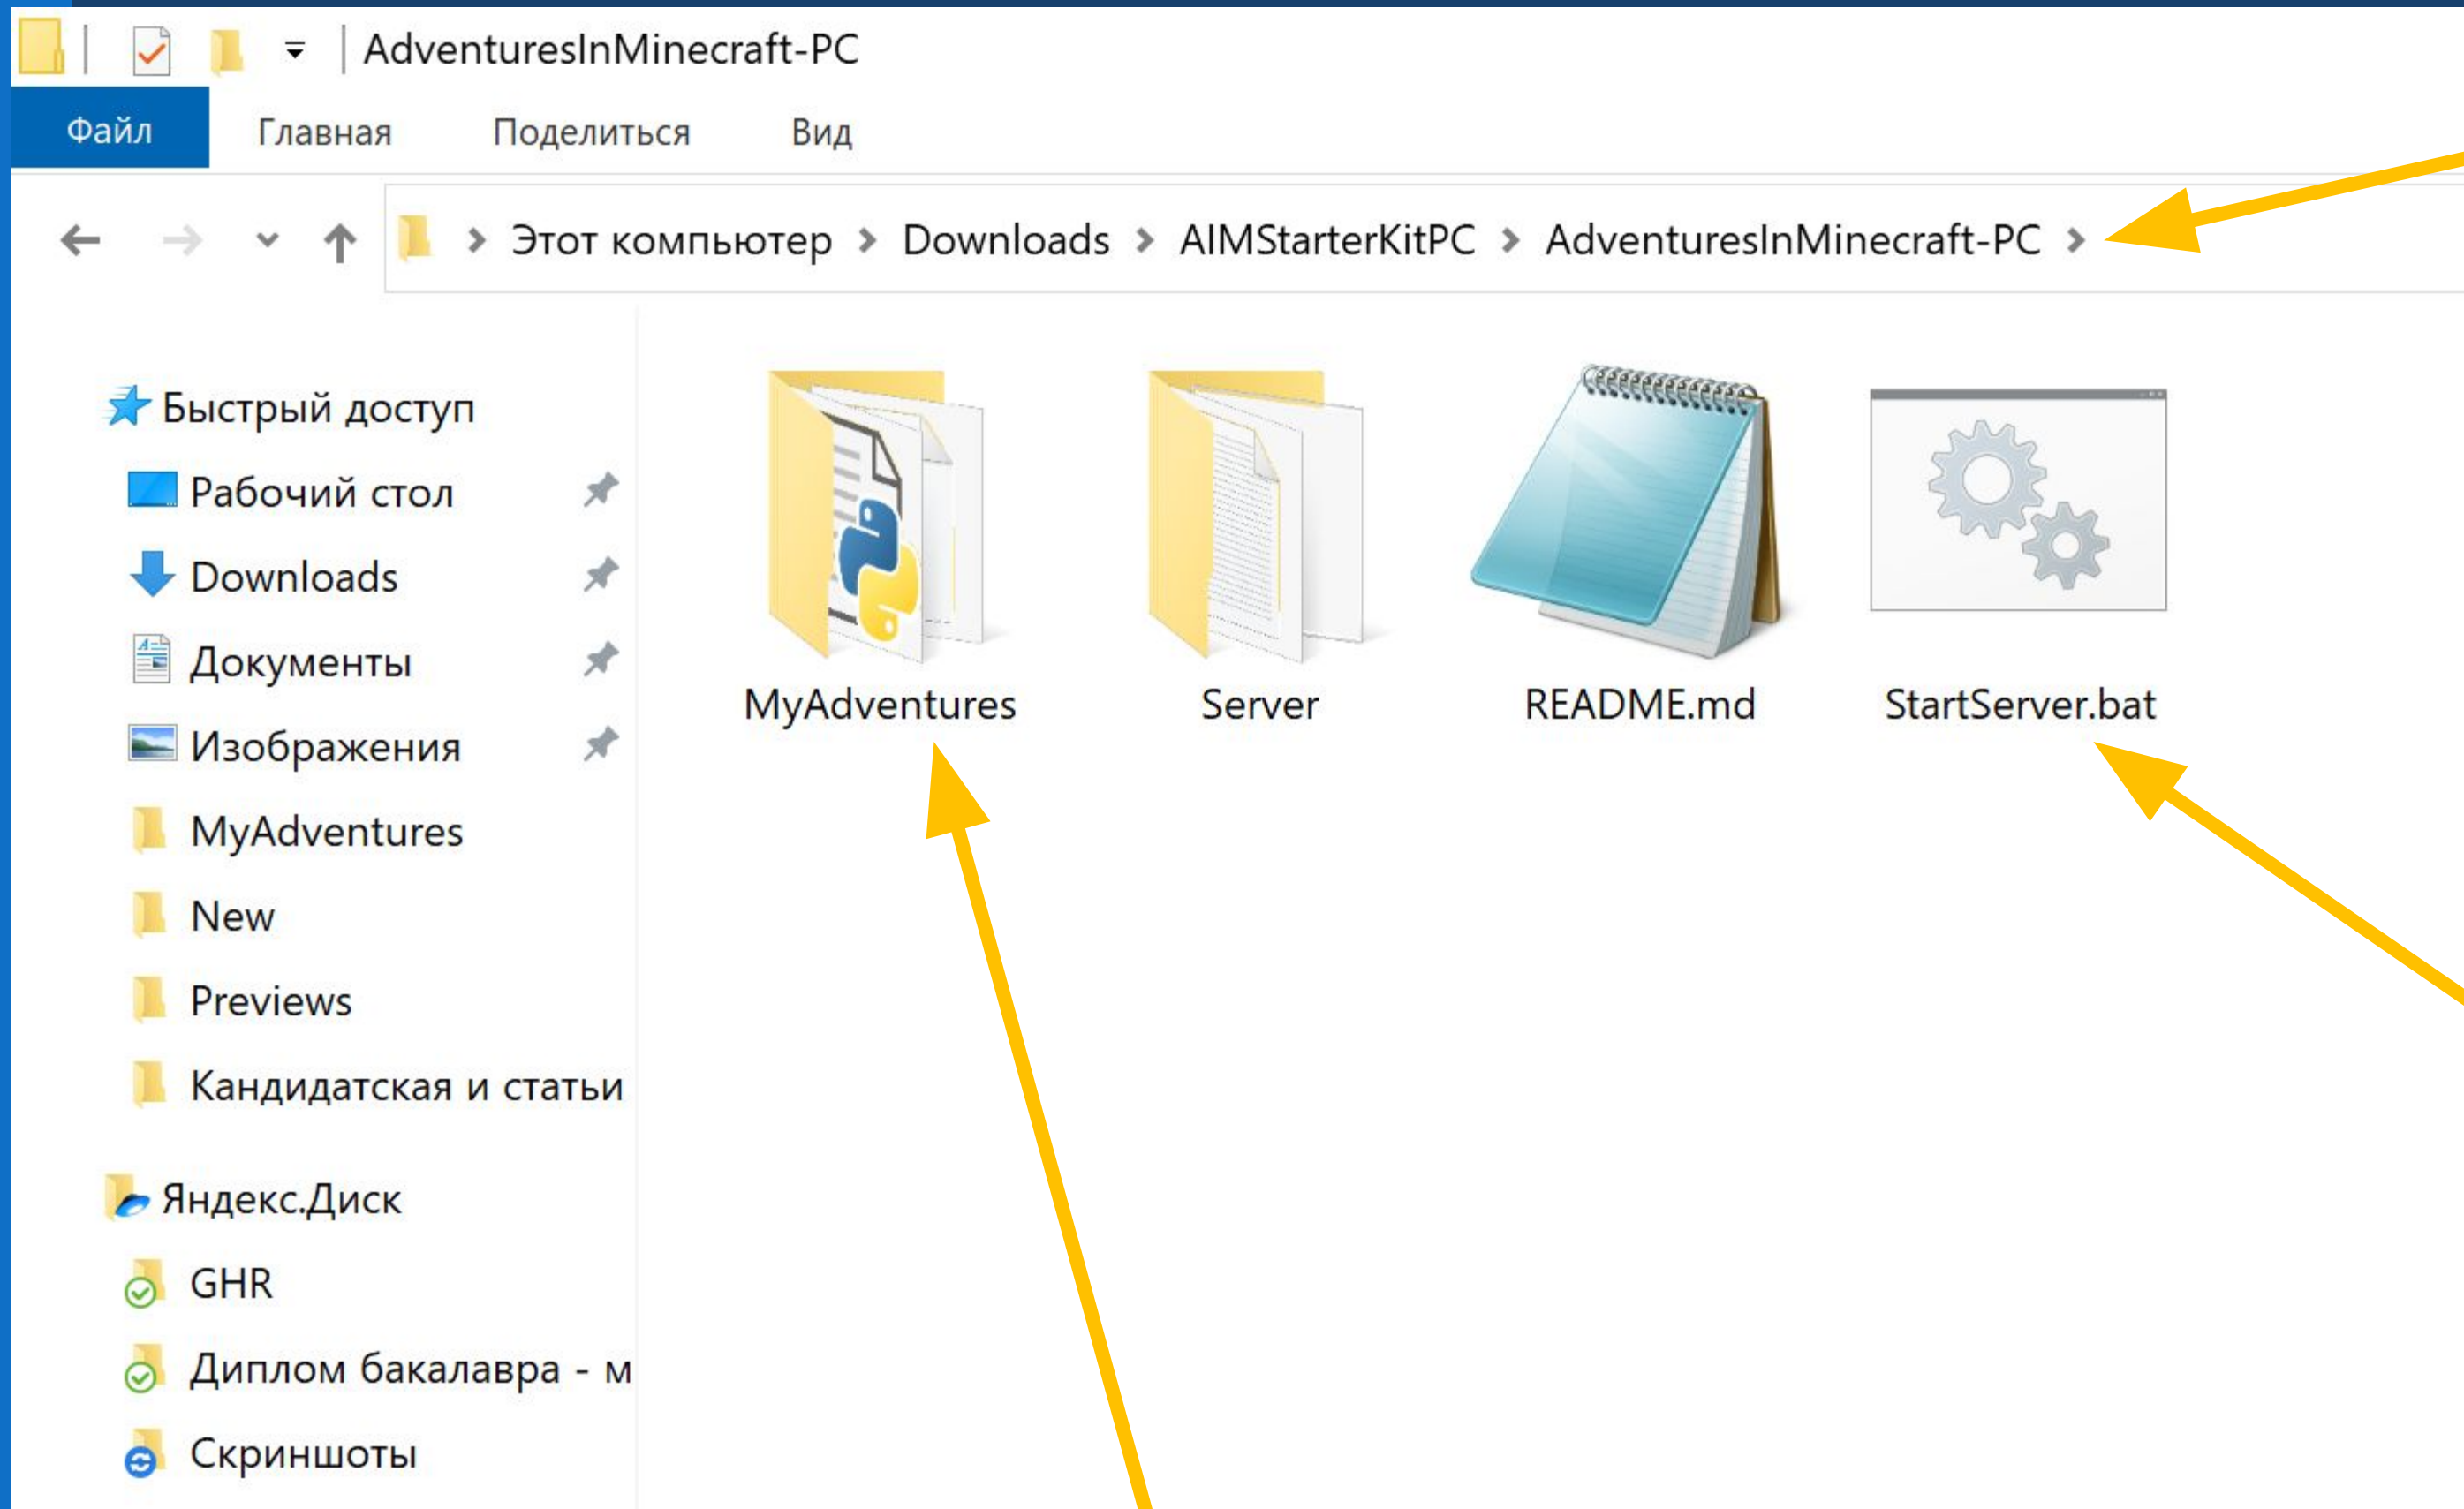 AdventuresInMinecraft-PC
Файл Главная Поделиться Вид
Этот компьютер > Downloads > AIMStarterKitPC > AdventuresInMinecraft-PC >
Быстрый доступ
Рабочий стол
Downloads
Документы
Изображения
MyAdventures
New
Previews
Кандидатская и статьи
Яндекс.Диск
GHR
Диплом бакалавра - м
Скриншоты
MyAdventures
Server
README.md
StartServer.bat